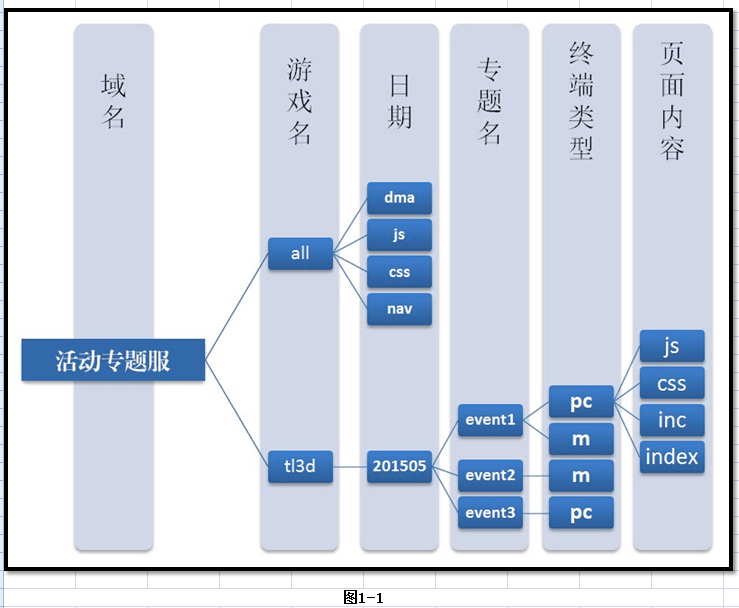 域名
游戏名
日期
专题名
终端类型
页面内容
活动专题服
all
dma
js
css
nav
tl3d
201505
event1
pc
m
event2
m
event3
pc
js
css
inc
index
图1-1